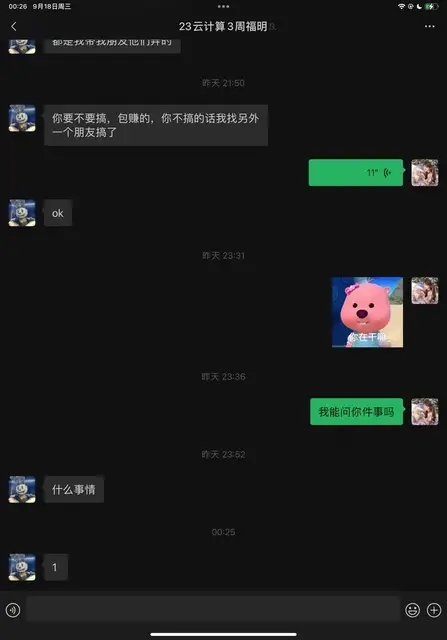 00:26 9月18日周三
23云计算3周福明
都是我带我朋友他们弄的
昨天 21:50
你要不要搞，包赚的，你不搞的话我找另外
一个朋友搞了
11"
ok
昨天 23:31
你在干嘛
昨天 23:36
我能问你件事吗
昨天 23:52
什么事情
00:25
1